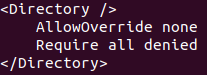 <Directory />
    AllowOverride none
    Require all denied
</Directory>